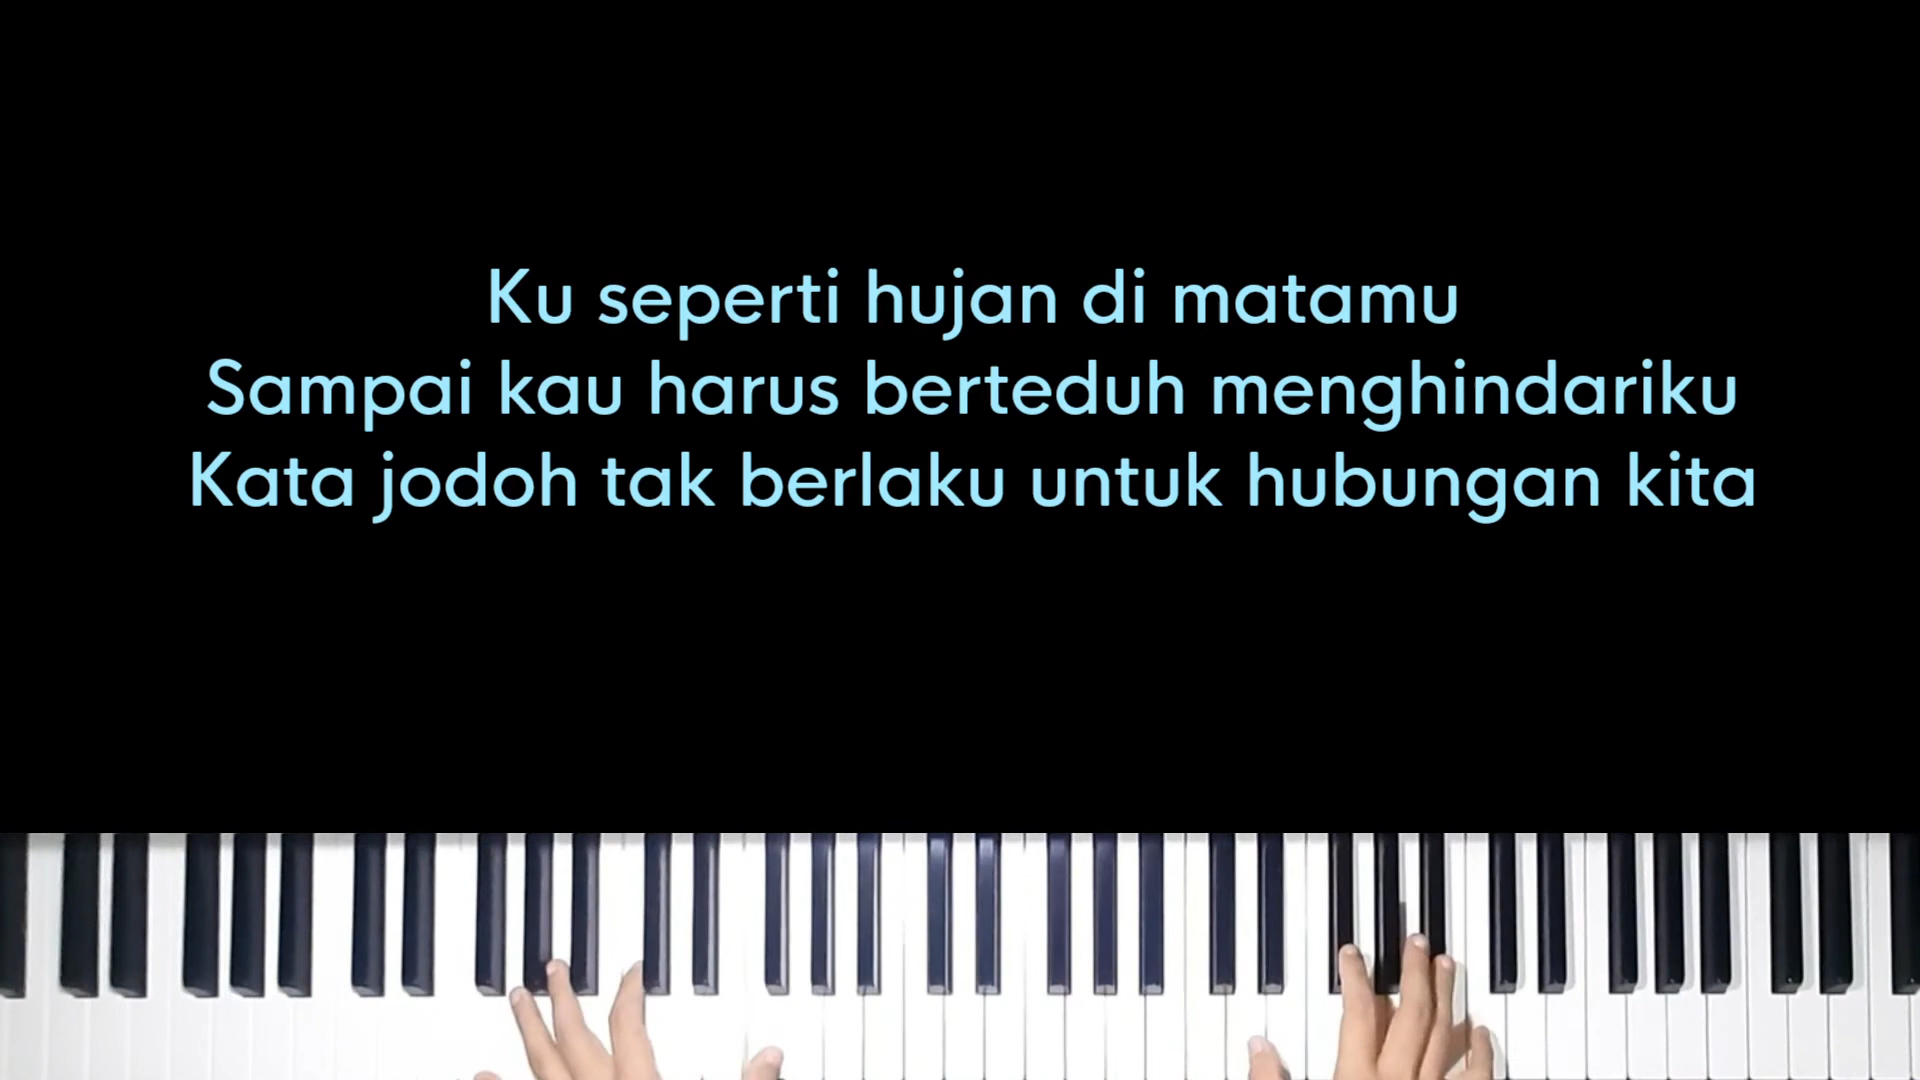 Ku seperti hujan di matamu
Sampai kau harus berteduh menghindariku
Kata jodoh tak berlaku untuk hubungan kita